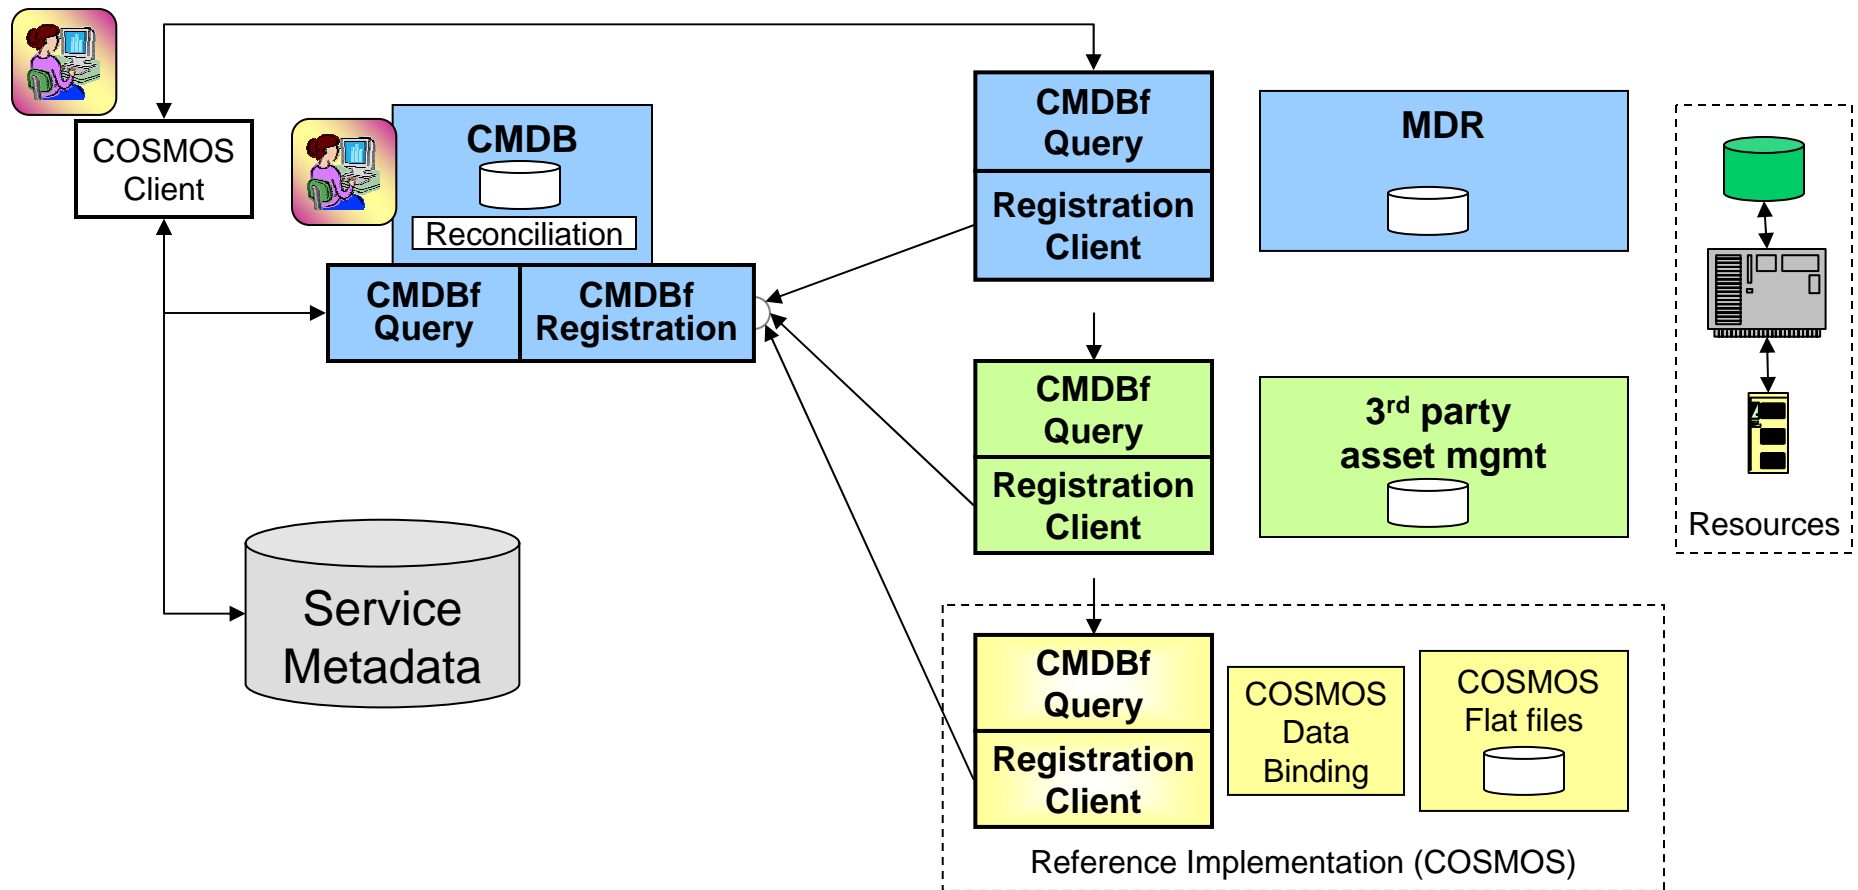 COSMOS
Client
CMDB
Reconciliation
CMDBf
Query
CMDBf
Registration
Service
Metadata
CMDBf
Query
Registration
Client
MDR
CMDBf
Query
Registration
Client
3rd party
asset mgmt
Resources
CMDBf
Query
Registration
Client
COSMOS
Data
Binding
COSMOS
Flat files
Reference Implementation (COSMOS)